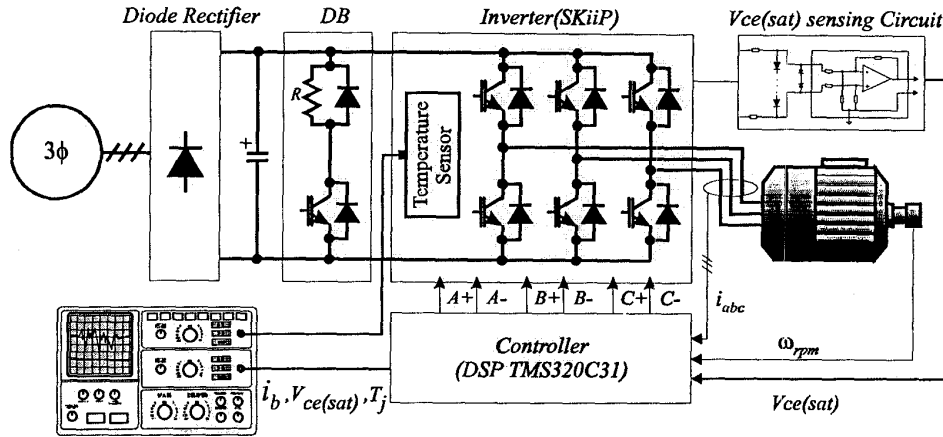 Diode Rectifier
DB
Inverter(SKiiP)
Vce(sat) sensing Circuit
3ϕ
+
R
Temperature
Sensor
A+ A- B+ B- C+ C-
i_abc
Controller
(DSP TMS320C31)
ω_rpm
i_b , V_ce(sat) , T_j
Vce(sat)